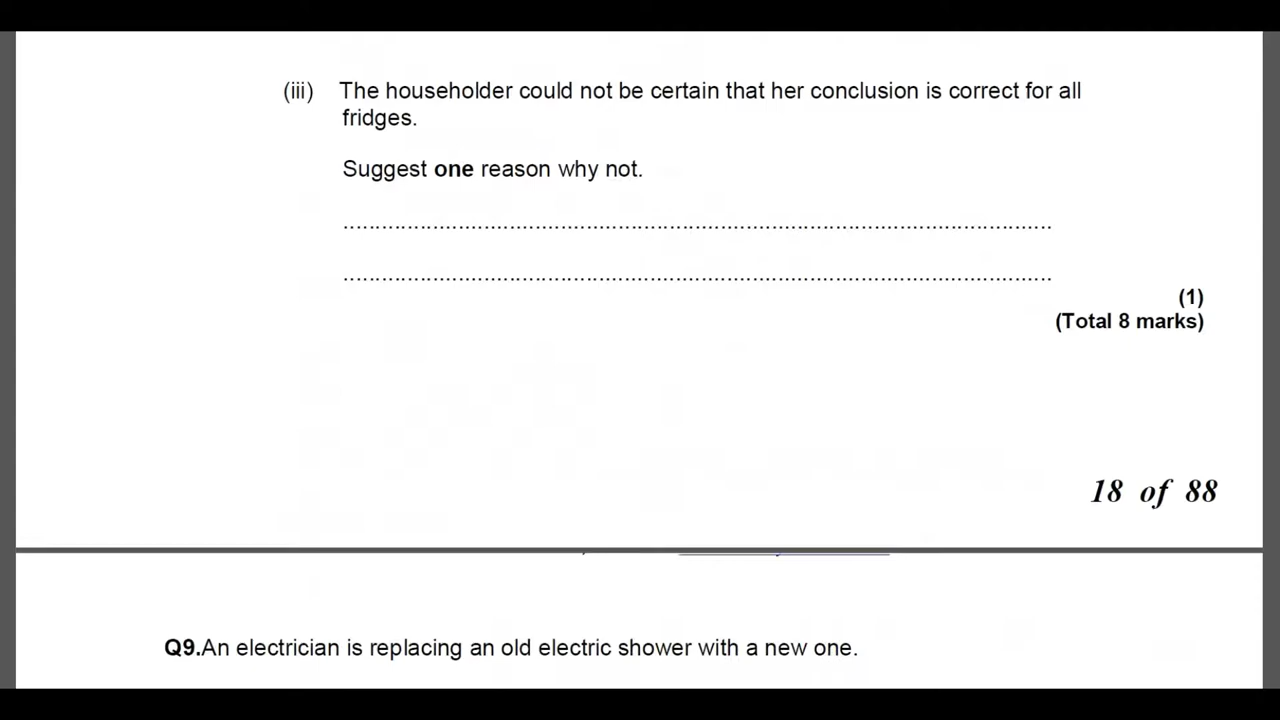 (iii) The householder could not be certain that her conclusion is correct for all
fridges.
Suggest one reason why not.
....................................................................................................
....................................................................................................
(1)
(Total 8 marks)
18 of 88
Q9.An electrician is replacing an old electric shower with a new one.